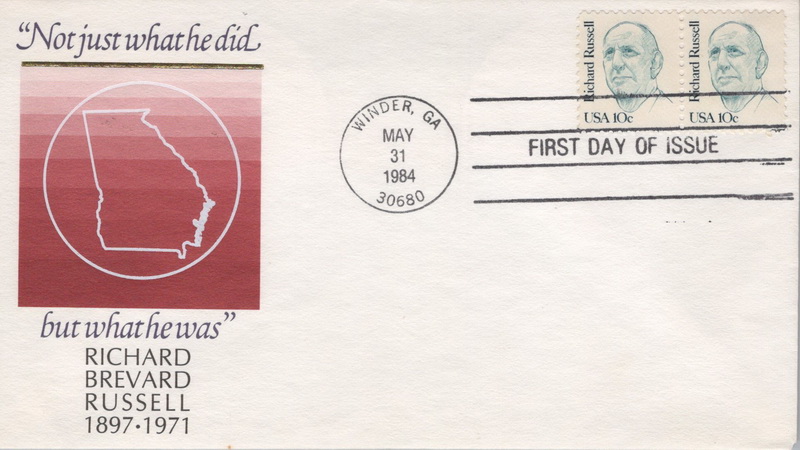 "Not just what he did
but what he was"
RICHARD
BREVARD
RUSSELL
1897·1971
WINDER, GA
MAY
31
1984
30680
Richard Russell
USA 10c
Richard Russell
USA 10c
FIRST DAY OF ISSUE